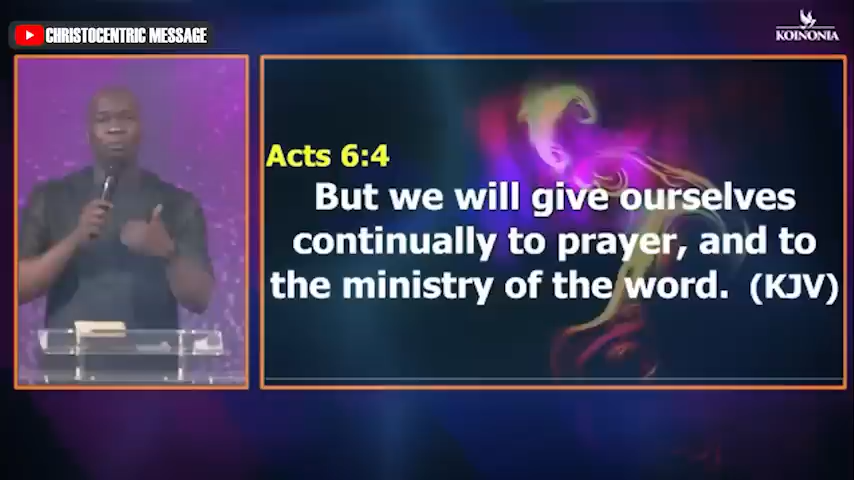 CHRISTOCENTRIC MESSAGE
KOINONIA
Acts 6:4
But we will give ourselves
continually to prayer, and to
the ministry of the word. (KJV)